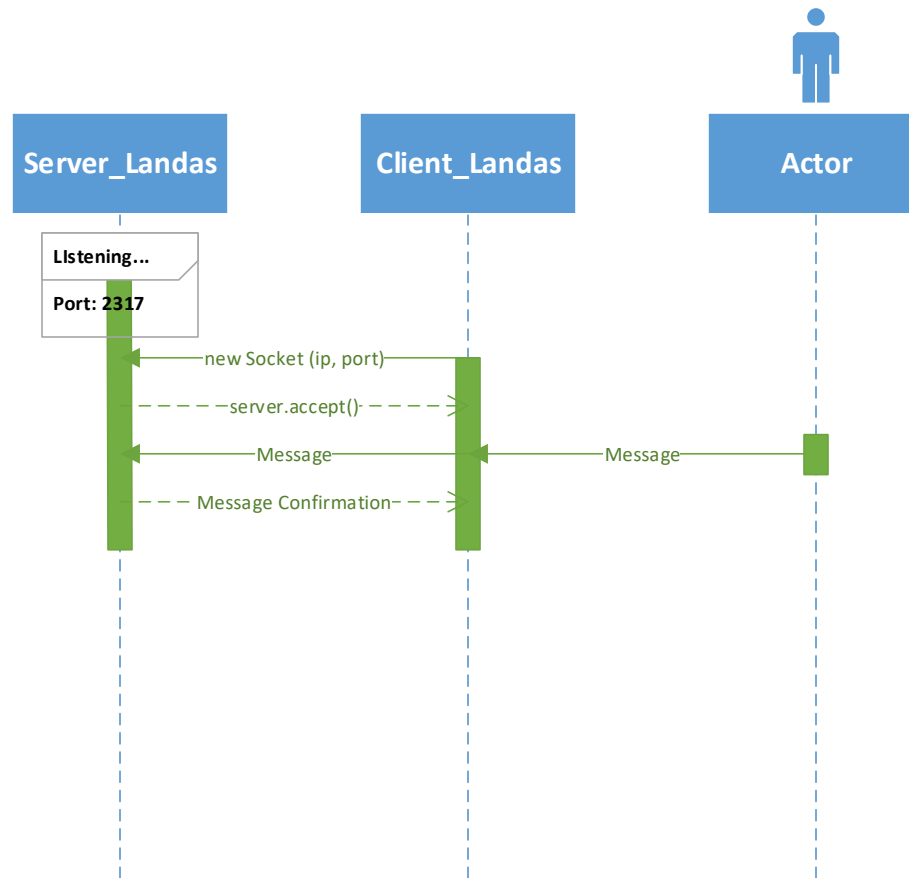 Server_Landas
Client_Landas
Actor
LIstening...
Port: 2317
new Socket (ip, port)
server.accept()
Message
Message
Message Confirmation